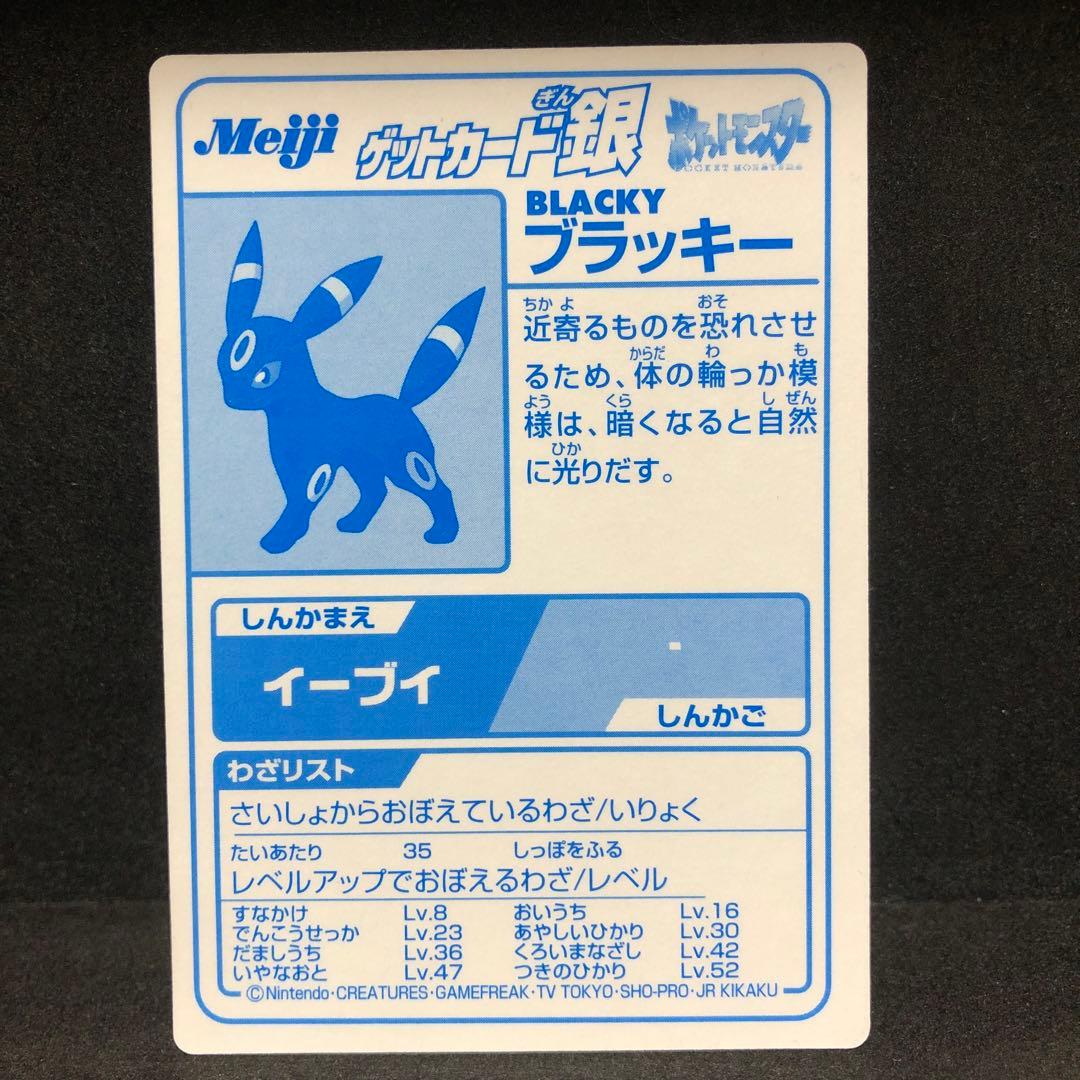 Meiji
ゲットカード銀
ぎん
ポケットモンスター
POCKET MONSTERS
BLACKY
ブラッキー
ちか よ おそ
近寄るものを恐れさせ
からだ わ も
るため、体の輪っか模
よう くら し ぜん
様は、暗くなると自然
ひか
に光りだす。
しんかまえ
イーブイ
-
しんかご
わざリスト
さいしょからおぼえているわざ/いりょく
たいあたり 35 しっぽをふる
レベルアップでおぼえるわざ/レベル
すなかけ Lv.8 おいうち Lv.16
でんこうせっか Lv.23 あやしいひかり Lv.30
だましうち Lv.36 くろいまなざし Lv.42
いやなおと Lv.47 つきのひかり Lv.52
©Nintendo・CREATURES・GAMEFREAK・TV TOKYO・SHO-PRO・JR KIKAKU